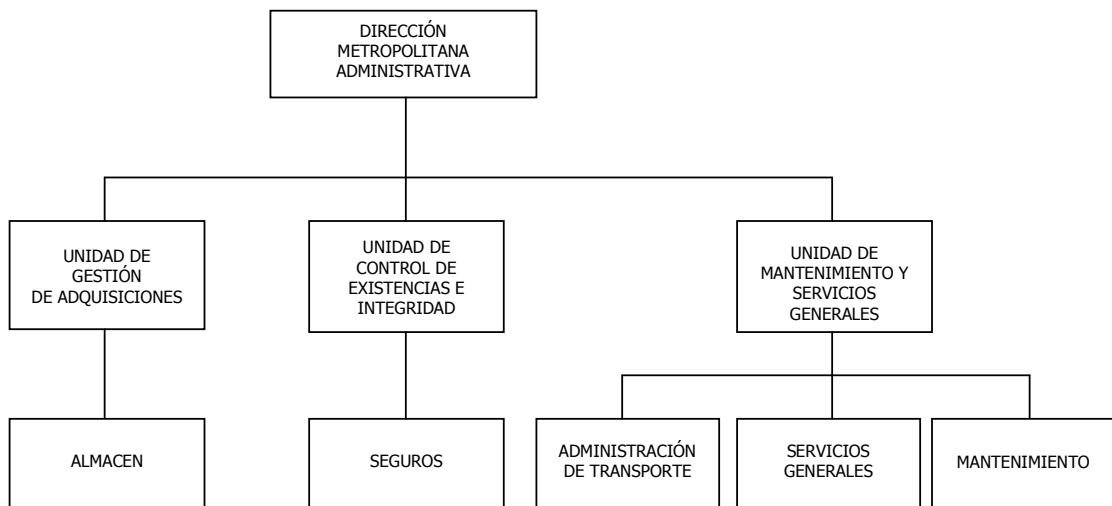 DIRECCIÓN
METROPOLITANA
ADMINISTRATIVA
UNIDAD DE
GESTIÓN
DE ADQUISICIONES
UNIDAD DE
CONTROL DE
EXISTENCIAS E
INTEGRIDAD
UNIDAD DE
MANTENIMIENTO Y
SERVICIOS
GENERALES
ALMACEN
SEGUROS
ADMINISTRACIÓN
DE TRANSPORTE
SERVICIOS
GENERALES
MANTENIMIENTO